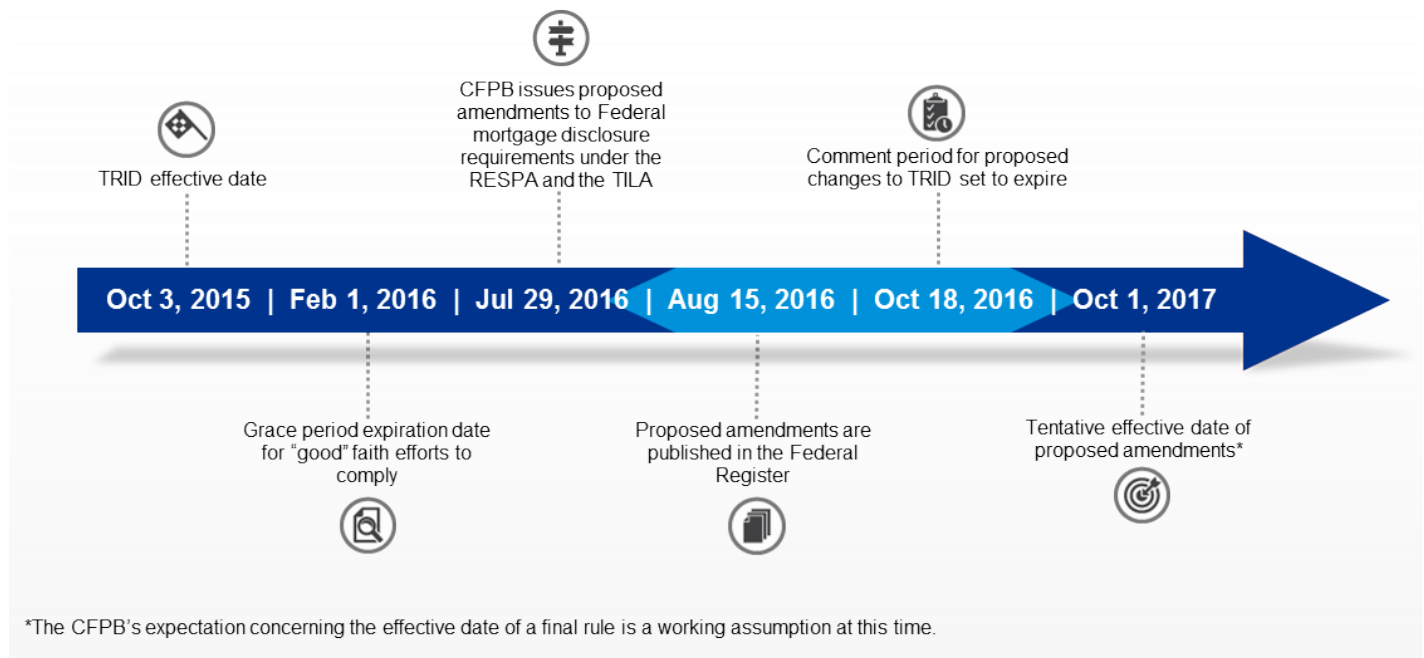 CFPB issues proposed
amendments to Federal
mortgage disclosure
requirements under the
RESPA and the TILA
TRID effective date
Comment period for proposed
changes to TRID set to expire
Oct 3, 2015 | Feb 1, 2016 | Jul 29, 2016 | Aug 15, 2016 | Oct 18, 2016 | Oct 1, 2017
Grace period expiration date
for “good” faith efforts to
comply
Proposed amendments are
published in the Federal
Register
Tentative effective date of
proposed amendments*
*The CFPB’s expectation concerning the effective date of a final rule is a working assumption at this time.